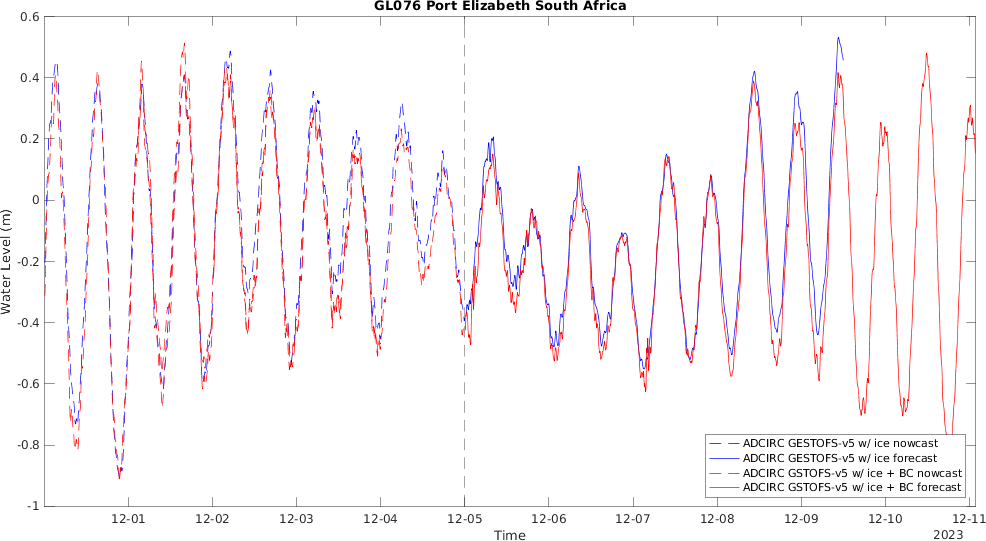 GL076 Port Elizabeth South Africa
0.6
0.4
0.2
0
-0.2
-0.4
-0.6
-0.8
-1
Water Level (m)
ADCIRC GESTOFS-v5 w/ ice nowcast
ADCIRC GESTOFS-v5 w/ ice forecast
ADCIRC GSTOFS-v5 w/ ice + BC nowcast
ADCIRC GSTOFS-v5 w/ ice + BC forecast
12-01 12-02 12-03 12-04 12-05 12-06 12-07 12-08 12-09 12-10 12-11
Time
2023